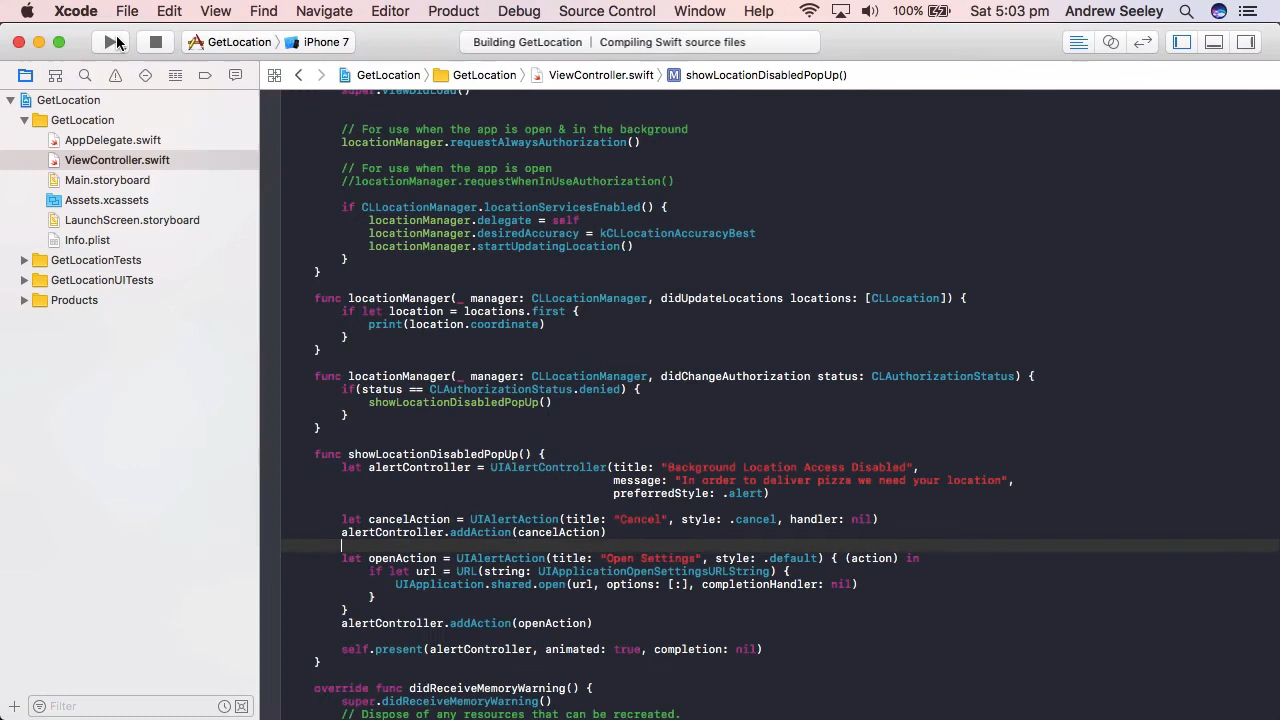 Xcode File Edit View Find Navigate Editor Product Debug Source Control Window Help 100% Sat 5:03 pm Andrew Seeley
GetLocation iPhone 7 Building GetLocation | Compiling Swift source files
GetLocation GetLocation ViewController.swift M showLocationDisabledPopUp()
GetLocation
GetLocation
AppDelegate.swift
ViewController.swift
Main.storyboard
Assets.xcassets
LaunchScreen.storyboard
Info.plist
GetLocationTests
GetLocationUITests
Products
Filter
super.viewDidLoad()
// For use when the app is open & in the background
locationManager.requestAlwaysAuthorization()
// For use when the app is open
//locationManager.requestWhenInUseAuthorization()
if CLLocationManager.locationServicesEnabled() {
locationManager.delegate = self
locationManager.desiredAccuracy = kCLLocationAccuracyBest
locationManager.startUpdatingLocation()
}
}
func locationManager(_ manager: CLLocationManager, didUpdateLocations locations: [CLLocation]) {
if let location = locations.first {
print(location.coordinate)
}
}
func locationManager(_ manager: CLLocationManager, didChangeAuthorization status: CLAuthorizationStatus) {
if(status == CLAuthorizationStatus.denied) {
showLocationDisabledPopUp()
}
}
func showLocationDisabledPopUp() {
let alertController = UIAlertController(title: "Background Location Access Disabled",
message: "In order to deliver pizza we need your location",
preferredStyle: .alert)
let cancelAction = UIAlertAction(title: "Cancel", style: .cancel, handler: nil)
alertController.addAction(cancelAction)
let openAction = UIAlertAction(title: "Open Settings", style: .default) { (action) in
if let url = URL(string: UIApplicationOpenSettingsURLString) {
UIApplication.shared.open(url, options: [:], completionHandler: nil)
}
}
alertController.addAction(openAction)
self.present(alertController, animated: true, completion: nil)
}
override func didReceiveMemoryWarning() {
super.didReceiveMemoryWarning()
// Dispose of any resources that can be recreated.